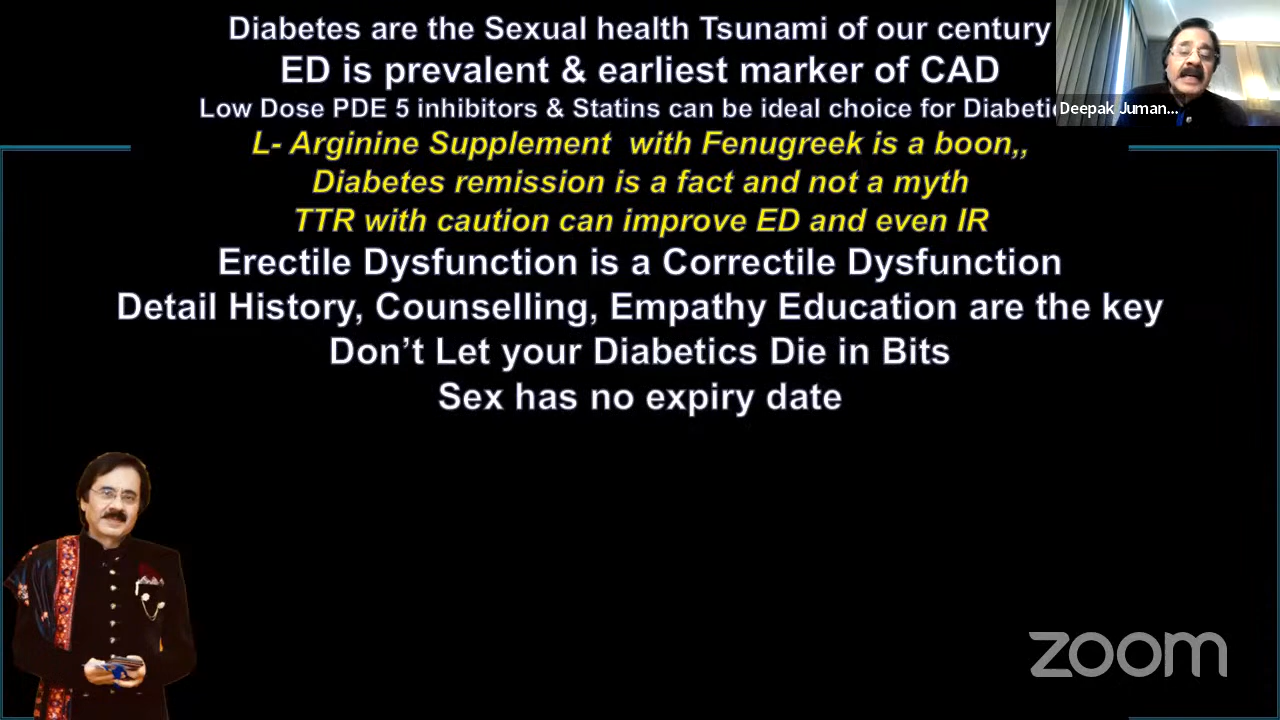 Diabetes are the Sexual health Tsunami of our century
ED is prevalent & earliest marker of CAD
Low Dose PDE 5 inhibitors & Statins can be ideal choice for
Deepak Juman...
L- Arginine Supplement with Fenugreek is a boon,,
Diabetes remission is a fact and not a myth
TTR with caution can improve ED and even IR
Erectile Dysfunction is a Correctile Dysfunction
Detail History, Counselling, Empathy Education are the key
Don’t Let your Diabetics Die in Bits
Sex has no expiry date
zoom